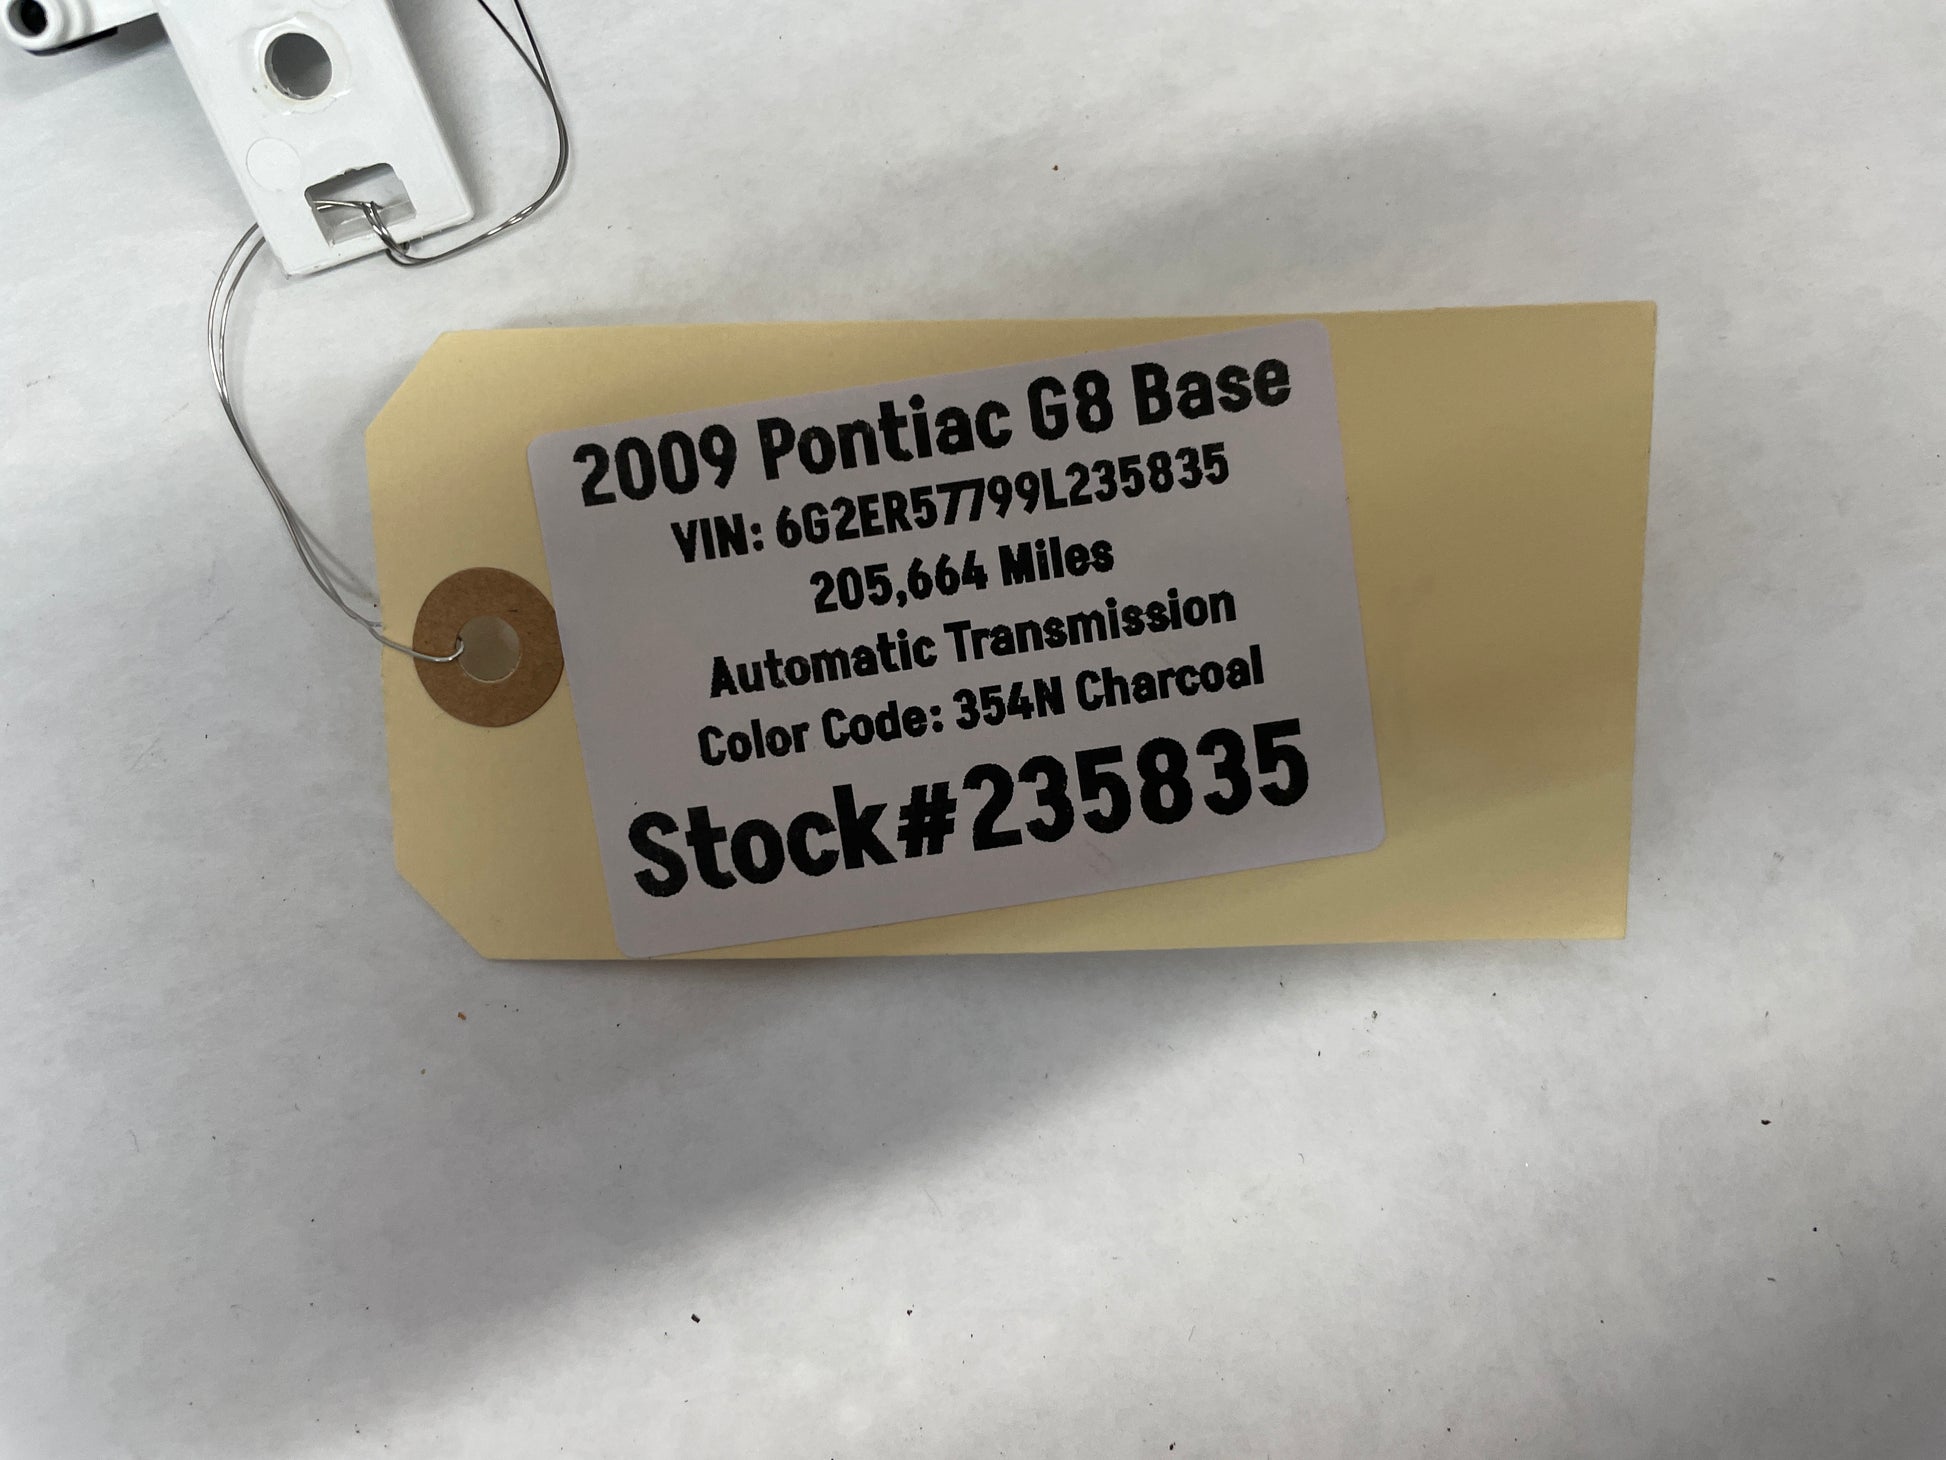 2009 Pontiac G8 Base
VIN: 6G2ER57799L235835
205,664 Miles
Automatic Transmission
Color Code: 354N Charcoal
Stock#235835